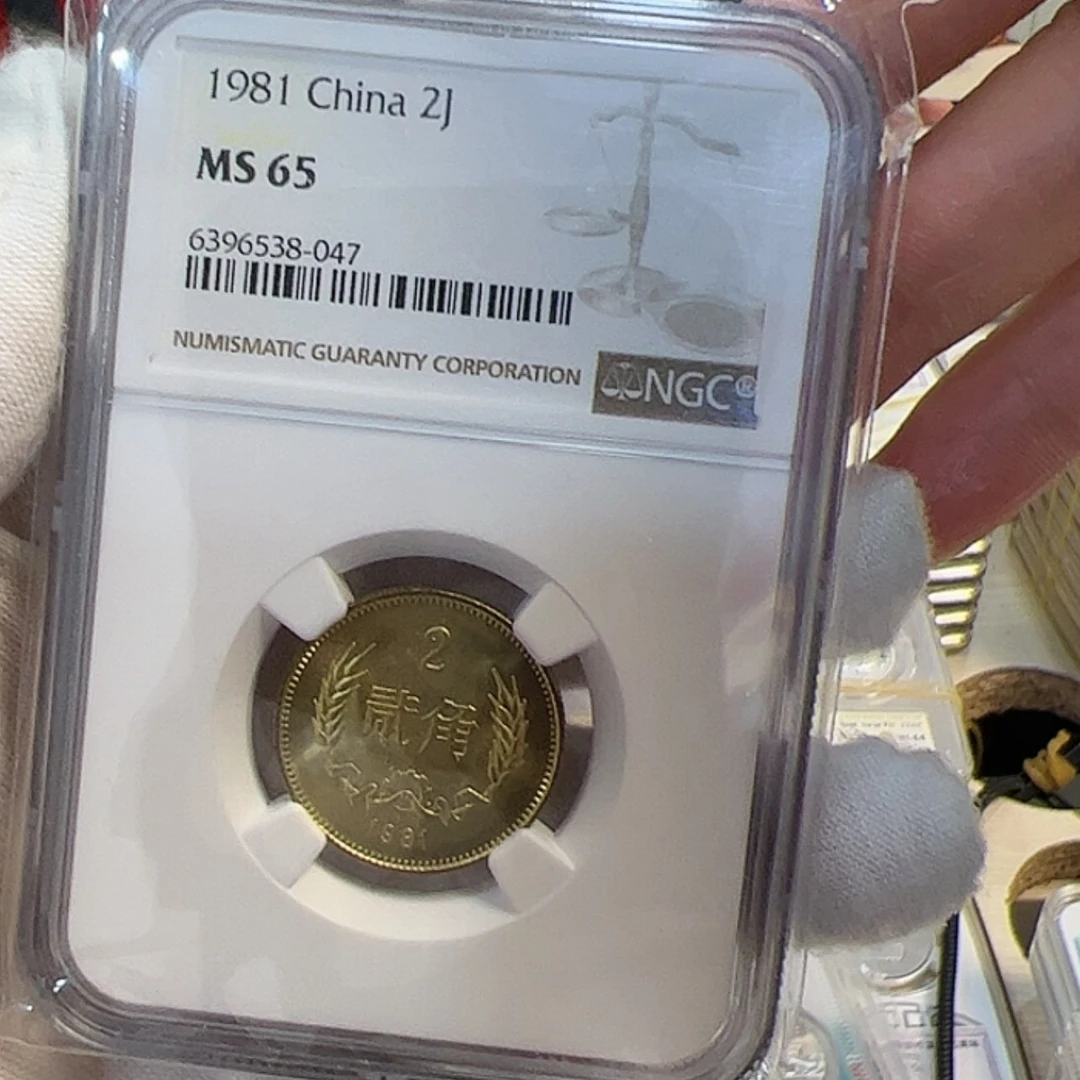 1981 China 2J
MS 65
6396538-047
NUMISMATIC GUARANTY CORPORATION
NGC®
2
贰角
1981